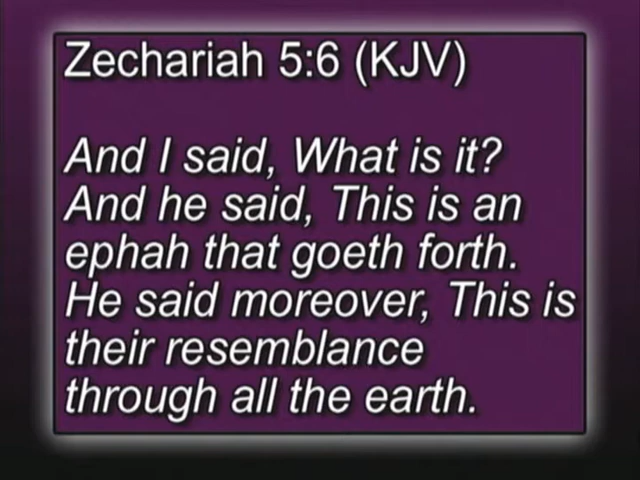 Zechariah 5:6 (KJV)
And I said, What is it?
And he said, This is an
ephah that goeth forth.
He said moreover, This is
their resemblance
through all the earth.